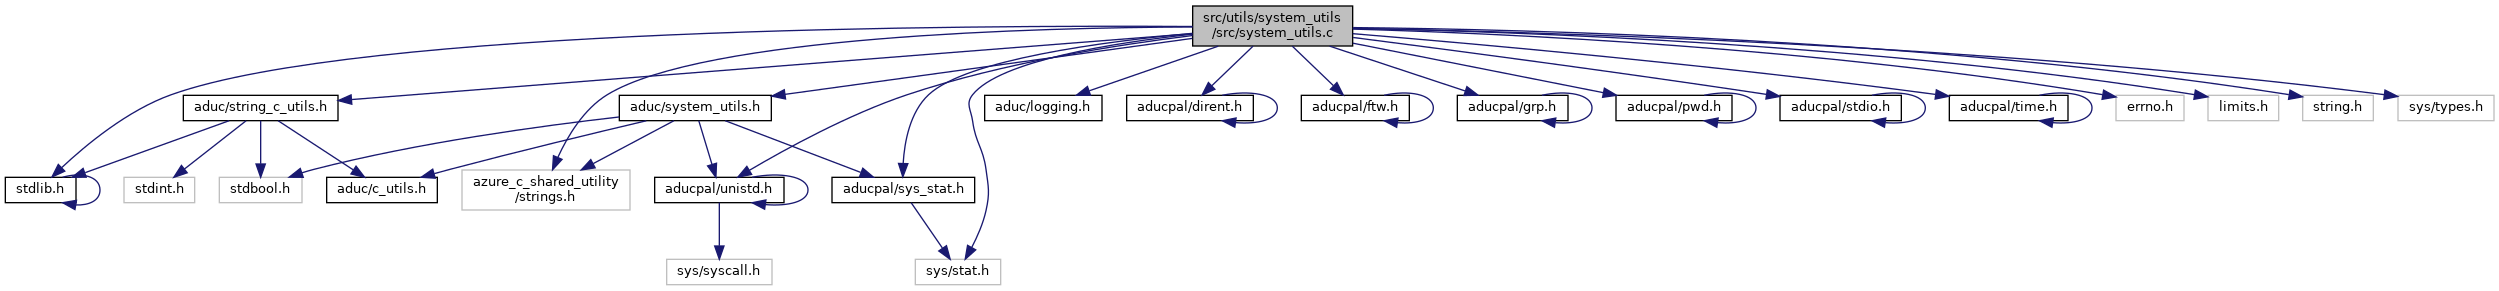 src/utils/system_utils
/src/system_utils.c
aduc/string_c_utils.h
aduc/system_utils.h
aduc/logging.h
aducpal/dirent.h
aducpal/ftw.h
aducpal/grp.h
aducpal/pwd.h
aducpal/stdio.h
aducpal/time.h
errno.h
limits.h
string.h
sys/types.h
stdlib.h
stdint.h
stdbool.h
aduc/c_utils.h
azure_c_shared_utility
/strings.h
aducpal/unistd.h
aducpal/sys_stat.h
sys/syscall.h
sys/stat.h